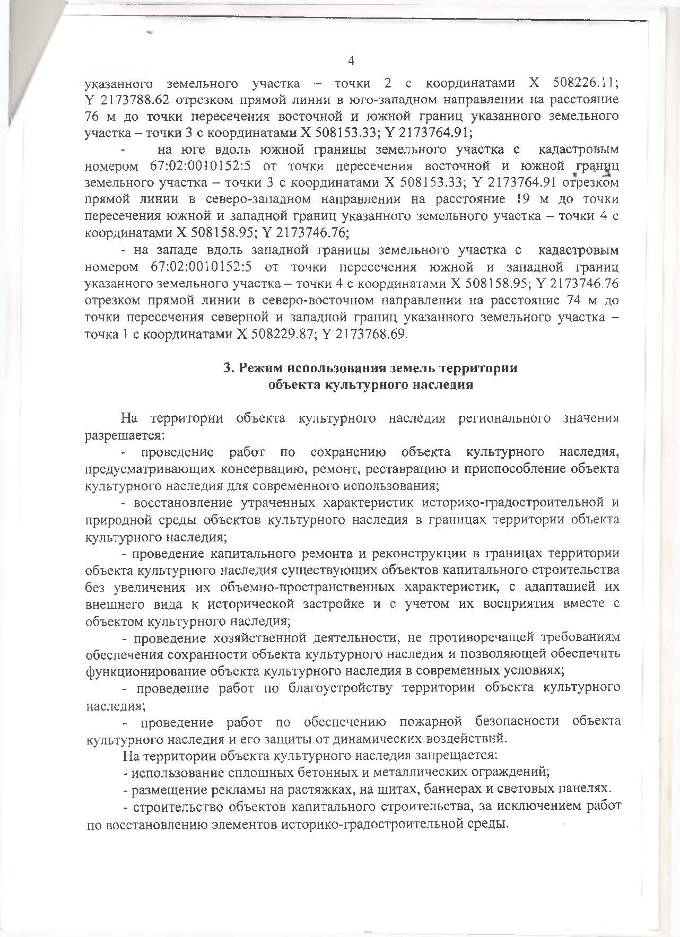 4
указанного земельного участка – точки 2 с координатами X 508226.11;
Y 2173788.62 отрезком прямой линии в юго-западном направлении на расстояние
76 м до точки пересечения восточной и южной границ указанного земельного
участка – точки 3 с координатами X 508153.33; Y 2173764.91;
- на юге вдоль южной границы земельного участка с кадастровым
номером 67:02:0010152:5 от точки пересечения восточной и южной границ
земельного участка – точки 3 с координатами X 508153.33; Y 2173764.91 отрезком
прямой линии в северо-западном направлении на расстояние 19 м до точки
пересечения южной и западной границ указанного земельного участка – точки 4 с
координатами X 508158.95; Y 2173746.76;
- на западе вдоль западной границы земельного участка с кадастровым
номером 67:02:0010152:5 от точки пересечения южной и западной границ
указанного земельного участка – точки 4 с координатами X 508158.95; Y 2173746.76
отрезком прямой линии в северо-восточном направлении на расстояние 74 м до
точки пересечения северной и западной границ указанного земельного участка –
точка 1 с координатами X 508229.87; Y 2173768.69.
3. Режим использования земель территории
объекта культурного наследия
На территории объекта культурного наследия регионального значения
разрешается:
- проведение работ по сохранению объекта культурного наследия,
предусматривающих консервацию, ремонт, реставрацию и приспособление объекта
культурного наследия для современного использования;
- восстановление утраченных характеристик историко-градостроительной и
природной среды объектов культурного наследия в границах территории объекта
культурного наследия;
- проведение капитального ремонта и реконструкции в границах территории
объекта культурного наследия существующих объектов капитального строительства
без увеличения их объемно-пространственных характеристик, с адаптацией их
внешнего вида к исторической застройке и с учетом их восприятия вместе с
объектом культурного наследия;
- проведение хозяйственной деятельности, не противоречащей требованиям
обеспечения сохранности объекта культурного наследия и позволяющей обеспечить
функционирование объекта культурного наследия в современных условиях;
- проведение работ по благоустройству территории объекта культурного
наследия;
- проведение работ по обеспечению пожарной безопасности объекта
культурного наследия и его защиты от динамических воздействий.
На территории объекта культурного наследия запрещается:
- использование сплошных бетонных и металлических ограждений;
- размещение рекламы на растяжках, на щитах, баннерах и световых панелях.
- строительство объектов капитального строительства, за исключением работ
по восстановлению элементов историко-градостроительной среды.